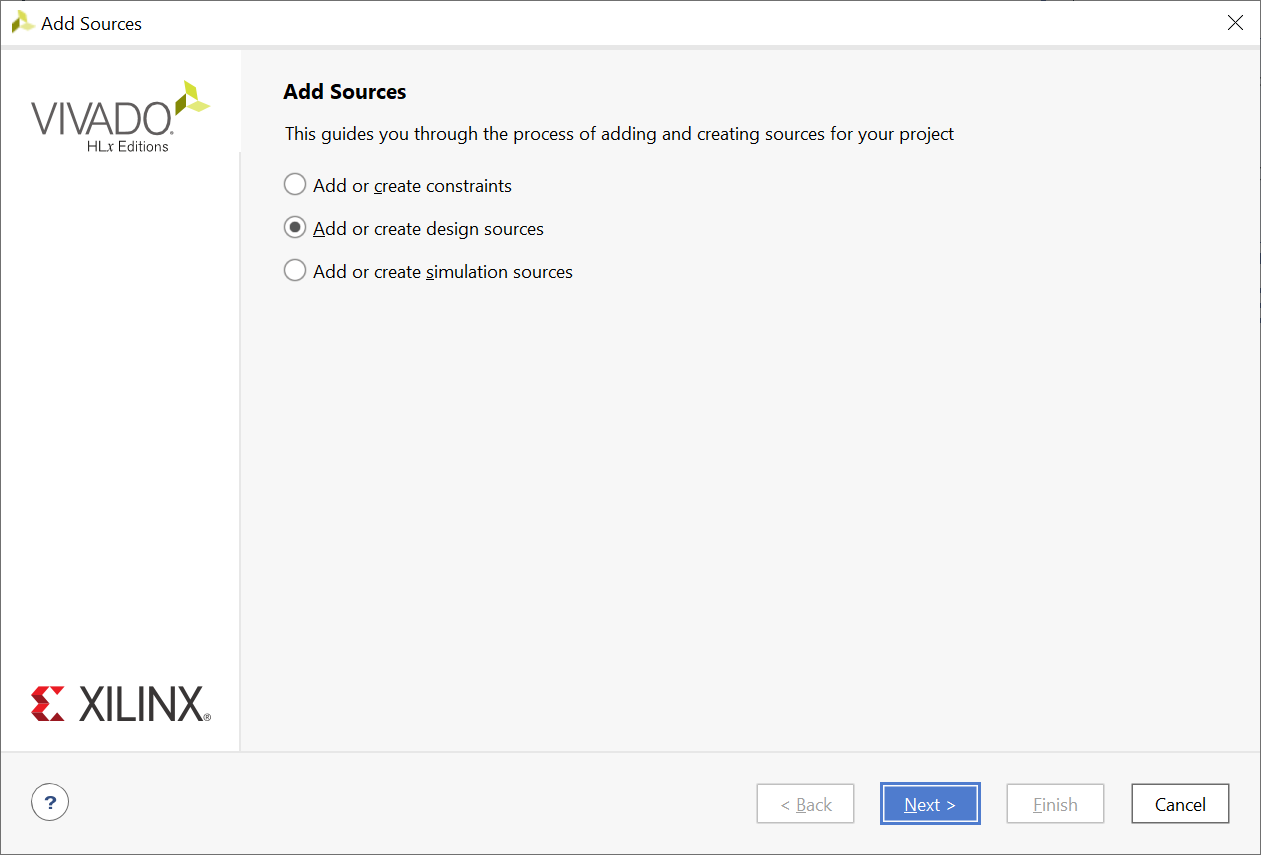 Add Sources
VIVADO.
HLx Editions
Add Sources
This guides you through the process of adding and creating sources for your project
Add or create constraints
Add or create design sources
Add or create simulation sources
XILINX®
?
< Back
Next >
Finish
Cancel